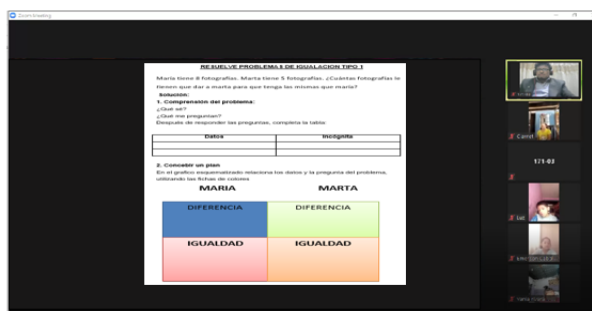 Zoom Meeting
RESUELVE PROBLEMAS DE IGUALACION TIPO 1
María tiene 8 fotografías. Marta tiene 5 fotografías. ¿Cuántas fotografías le
tienen que dar a marta para que tenga las mismas que maría?
Solución:
1. Comprensión del problema:
¿Qué sé?
¿Qué me preguntan?
Después de responder las preguntas, completa la tabla:
Datos Incógnita
2. Concebir un plan
En el grafico esquematizado relaciona los datos y la pregunta del problema,
utilizando las fichas de colores
MARIA MARTA
DIFERENCIA DIFERENCIA
IGUALDAD IGUALDAD
171-03